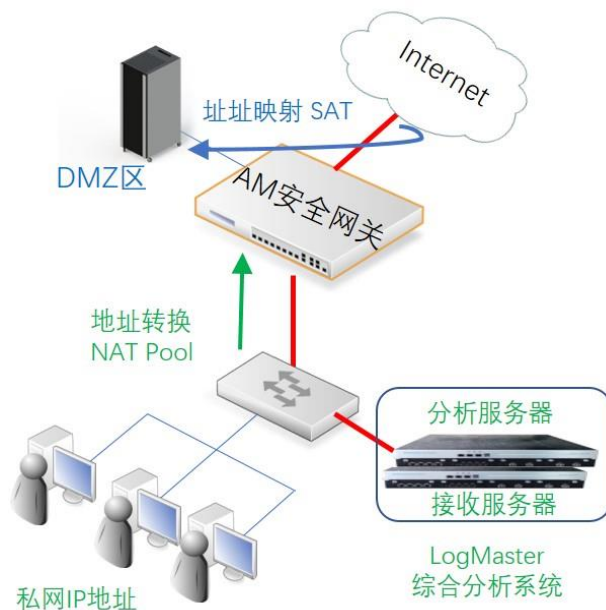 Internet
址址映射 SAT
DMZ区
AM安全网关
地址转换
NAT Pool
分析服务器
接收服务器
LogMaster
综合分析系统
私网IP地址